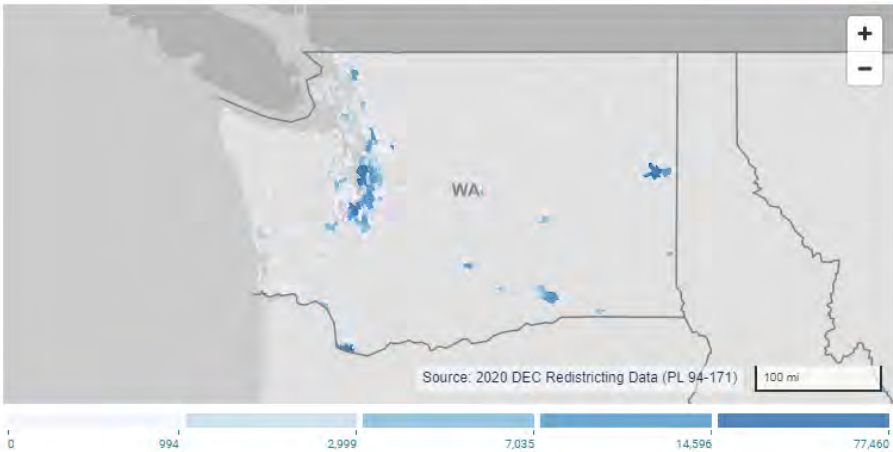 +
−
WA
Source: 2020 DEC Redistricting Data (PL 94-171)
100 mi
0 994 2,999 7,035 14,596 77,460